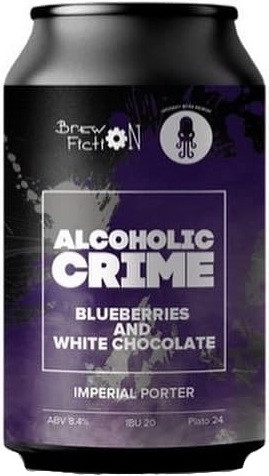 BREW
FICTION
ALCOHOLIC
CRIME
BLUEBERRIES
AND
WHITE CHOCOLATE
IMPERIAL PORTER
ABV 8.4% IBU 20 Plato 24